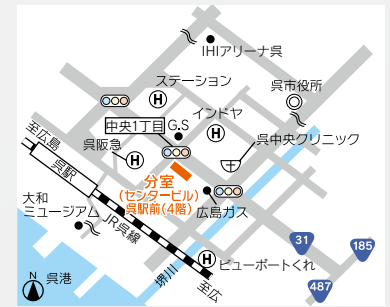 IHIアリーナ呉
ステーション
H
呉市役所
インドヤ
H
中央1丁目
G.S
呉阪急
H
呉中央クリニック
至広島
呉駅
分室
(センタービル)
呉駅前(4階)
広島ガス
大和
ミュージアム
JR呉線
31
185
487
H
ビューポートくれ
堺川
至広
N
呉港